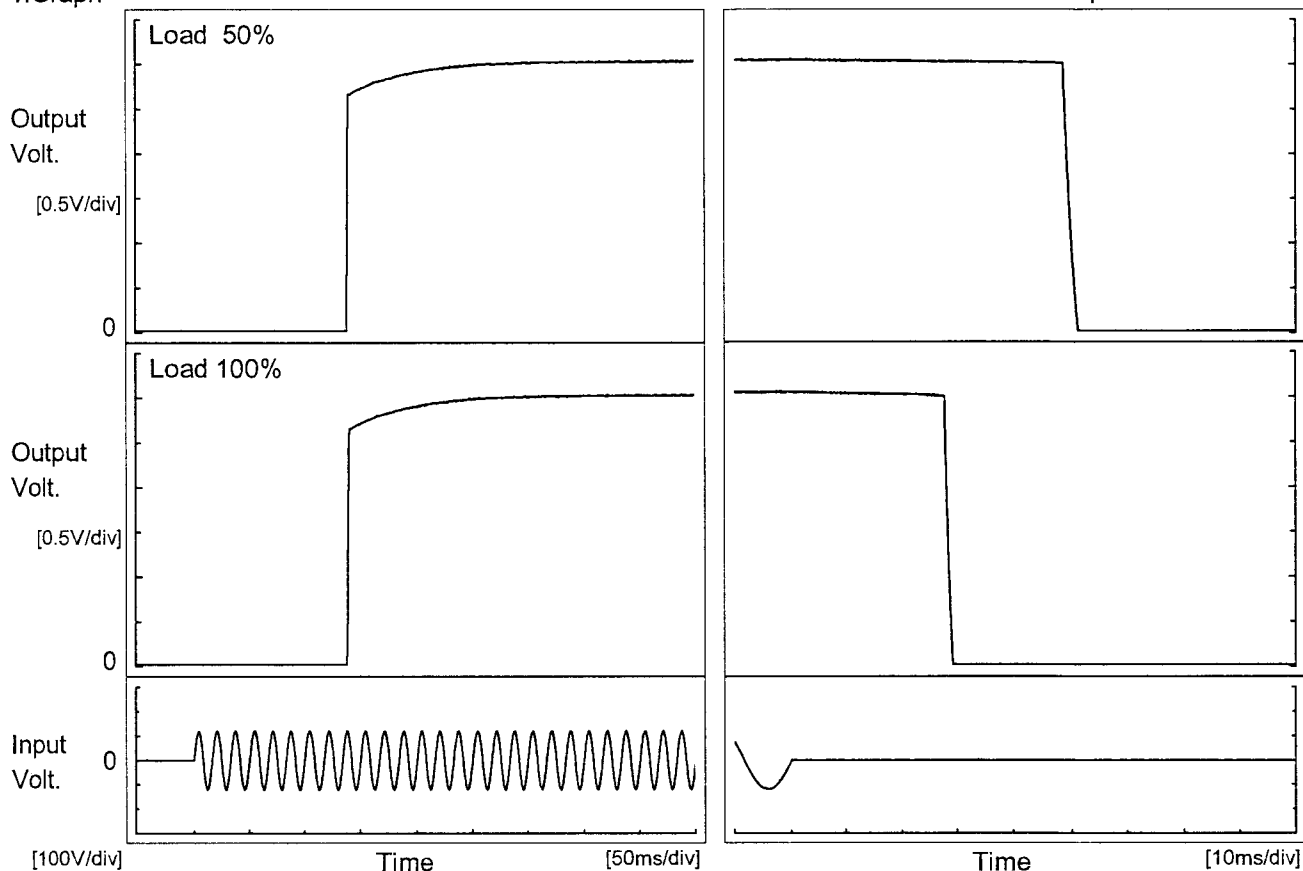 Load 50%
Output
Volt.
[0.5V/div]
0
Load 100%
Output
Volt.
[0.5V/div]
0
Input
Volt.
0
[100V/div]
Time
[50ms/div]
Time
[10ms/div]